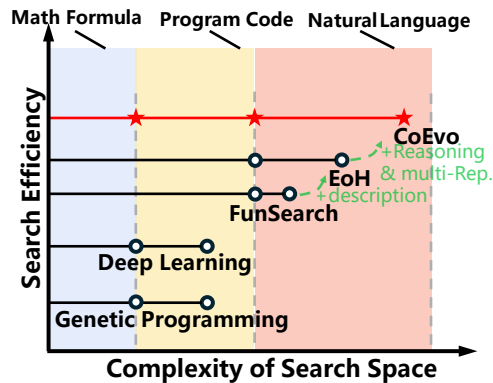 Math Formula
Program Code
Natural Language
Search Efficiency
CoEvo
+Reasoning
& multi-Rep.
EoH
+description
FunSearch
Deep Learning
Genetic Programming
Complexity of Search Space